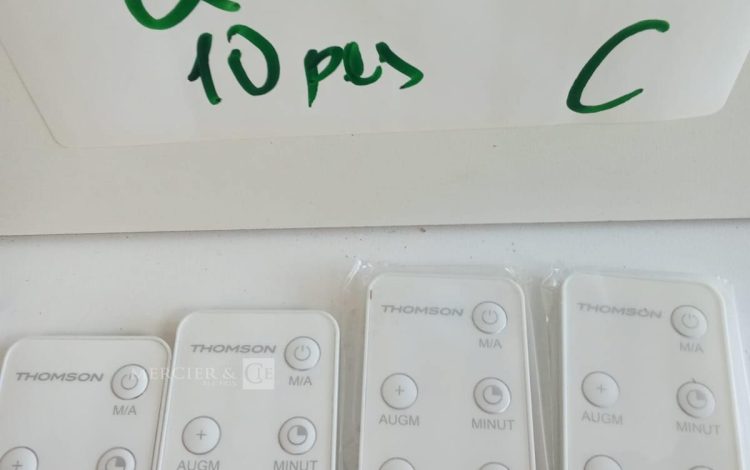 10 pcs C
THOMSON
M/A
THOMSON
M/A
AUGM MINUT
THOMSON
M/A
AUGM MINUT
THOMSON
M/A
AUGM MINUT
MERCIER & CIE